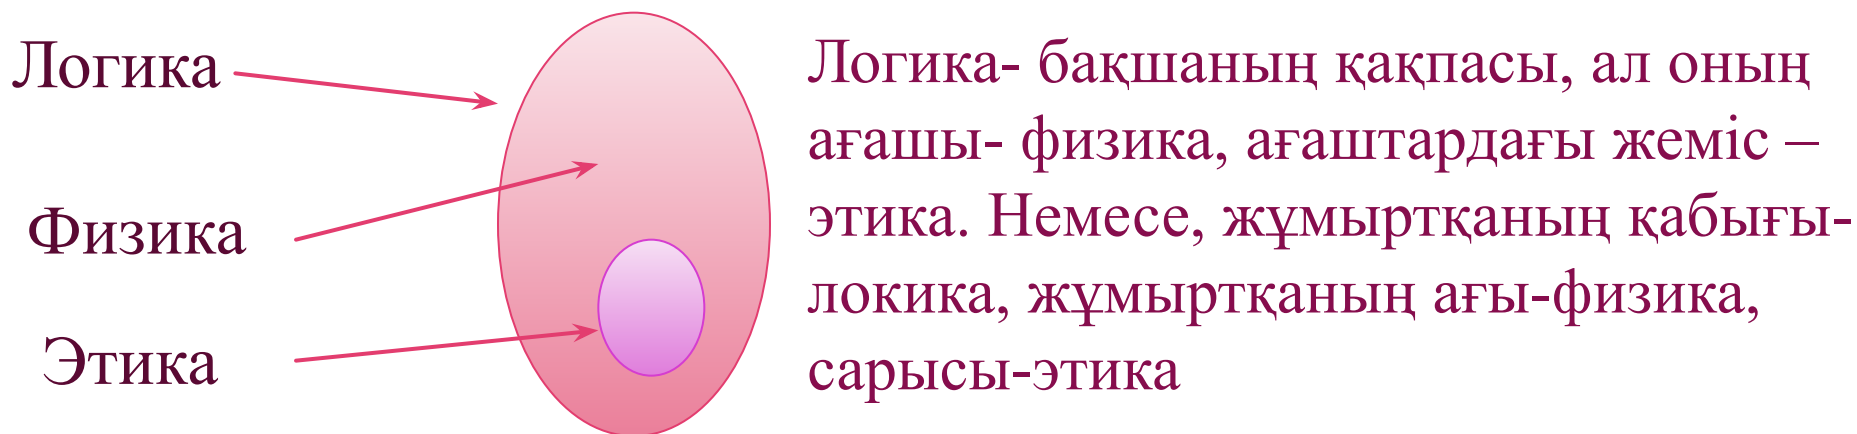 Логика
Физика
Этика
Логика- бақшаның қақпасы, ал оның
ағашы- физика, ағаштардағы жеміс –
этика. Немесе, жұмыртқаның қабығы-
локика, жұмыртқаның ағы-физика,
сарысы-этика